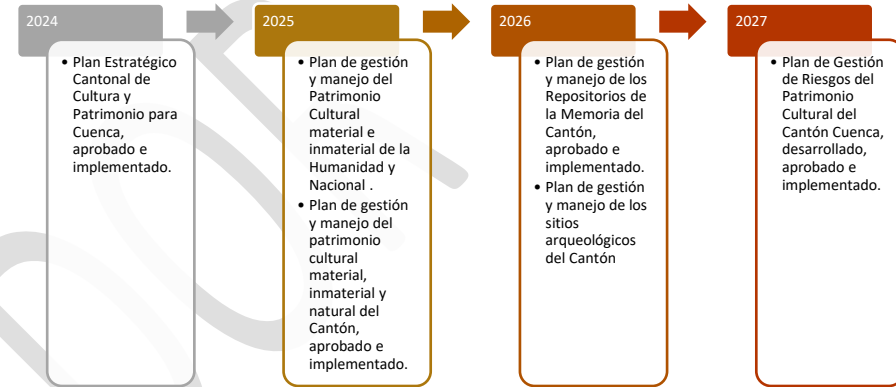 2024
• Plan Estratégico
Cantonal de
Cultura y
Patrimonio para
Cuenca,
aprobado e
implementado.
2025
• Plan de gestión
y manejo del
Patrimonio
Cultural
material e
inmaterial de la
Humanidad y
Nacional .
• Plan de gestión
y manejo del
patrimonio
cultural
material,
inmaterial y
natural del
Cantón,
aprobado e
implementado.
2026
• Plan de gestión
y manejo de los
Repositorios de
la Memoria del
Cantón,
aprobado e
implementado.
• Plan de gestión
y manejo de los
sitios
arqueológicos
del Cantón
2027
• Plan de Gestión
de Riesgos del
Patrimonio
Cultural del
Cantón Cuenca,
desarrollado,
aprobado e
implementado.